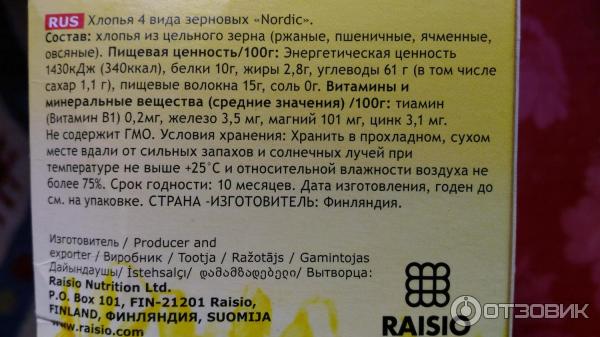 RUS Хлопья 4 вида зерновых «Nordic».
Состав: хлопья из цельного зерна (ржаные, пшеничные, ячменные,
овсяные). Пищевая ценность/100г: Энергетическая ценность
1430кДж (340ккал), белки 10г, жиры 2,8г, углеводы 61 г (в том числе
сахар 1,1 г), пищевые волокна 15г, соль 0г. Витамины и
минеральные вещества (средние значения) /100г: тиамин
(Витамин B1) 0,2мг, железо 3,5 мг, магний 101 мг, цинк 3,1 мг.
Не содержит ГМО. Условия хранения: Хранить в прохладном, сухом
месте вдали от сильных запахов и солнечных лучей при
температуре не выше +25°С и относительной влажности воздуха не
более 75%. Срок годности: 10 месяцев. Дата изготовления, годен до
см. на упаковке. СТРАНА -ИЗГОТОВИТЕЛЬ: Финляндия.
Изготовитель / Producer and
exporter / Виробник / Tootja / Ražotājs / Gamintojas
Дайындаушы/ İstehsalçı/ დამამზადებელი/ Вытворца:
Raisio Nutrition Ltd.
P.O. Box 101, FIN-21201 Raisio,
FINLAND, ФИНЛЯНДИЯ, SUOMIJA
www.raisio.com
RAISIO
ОТЗОВИК